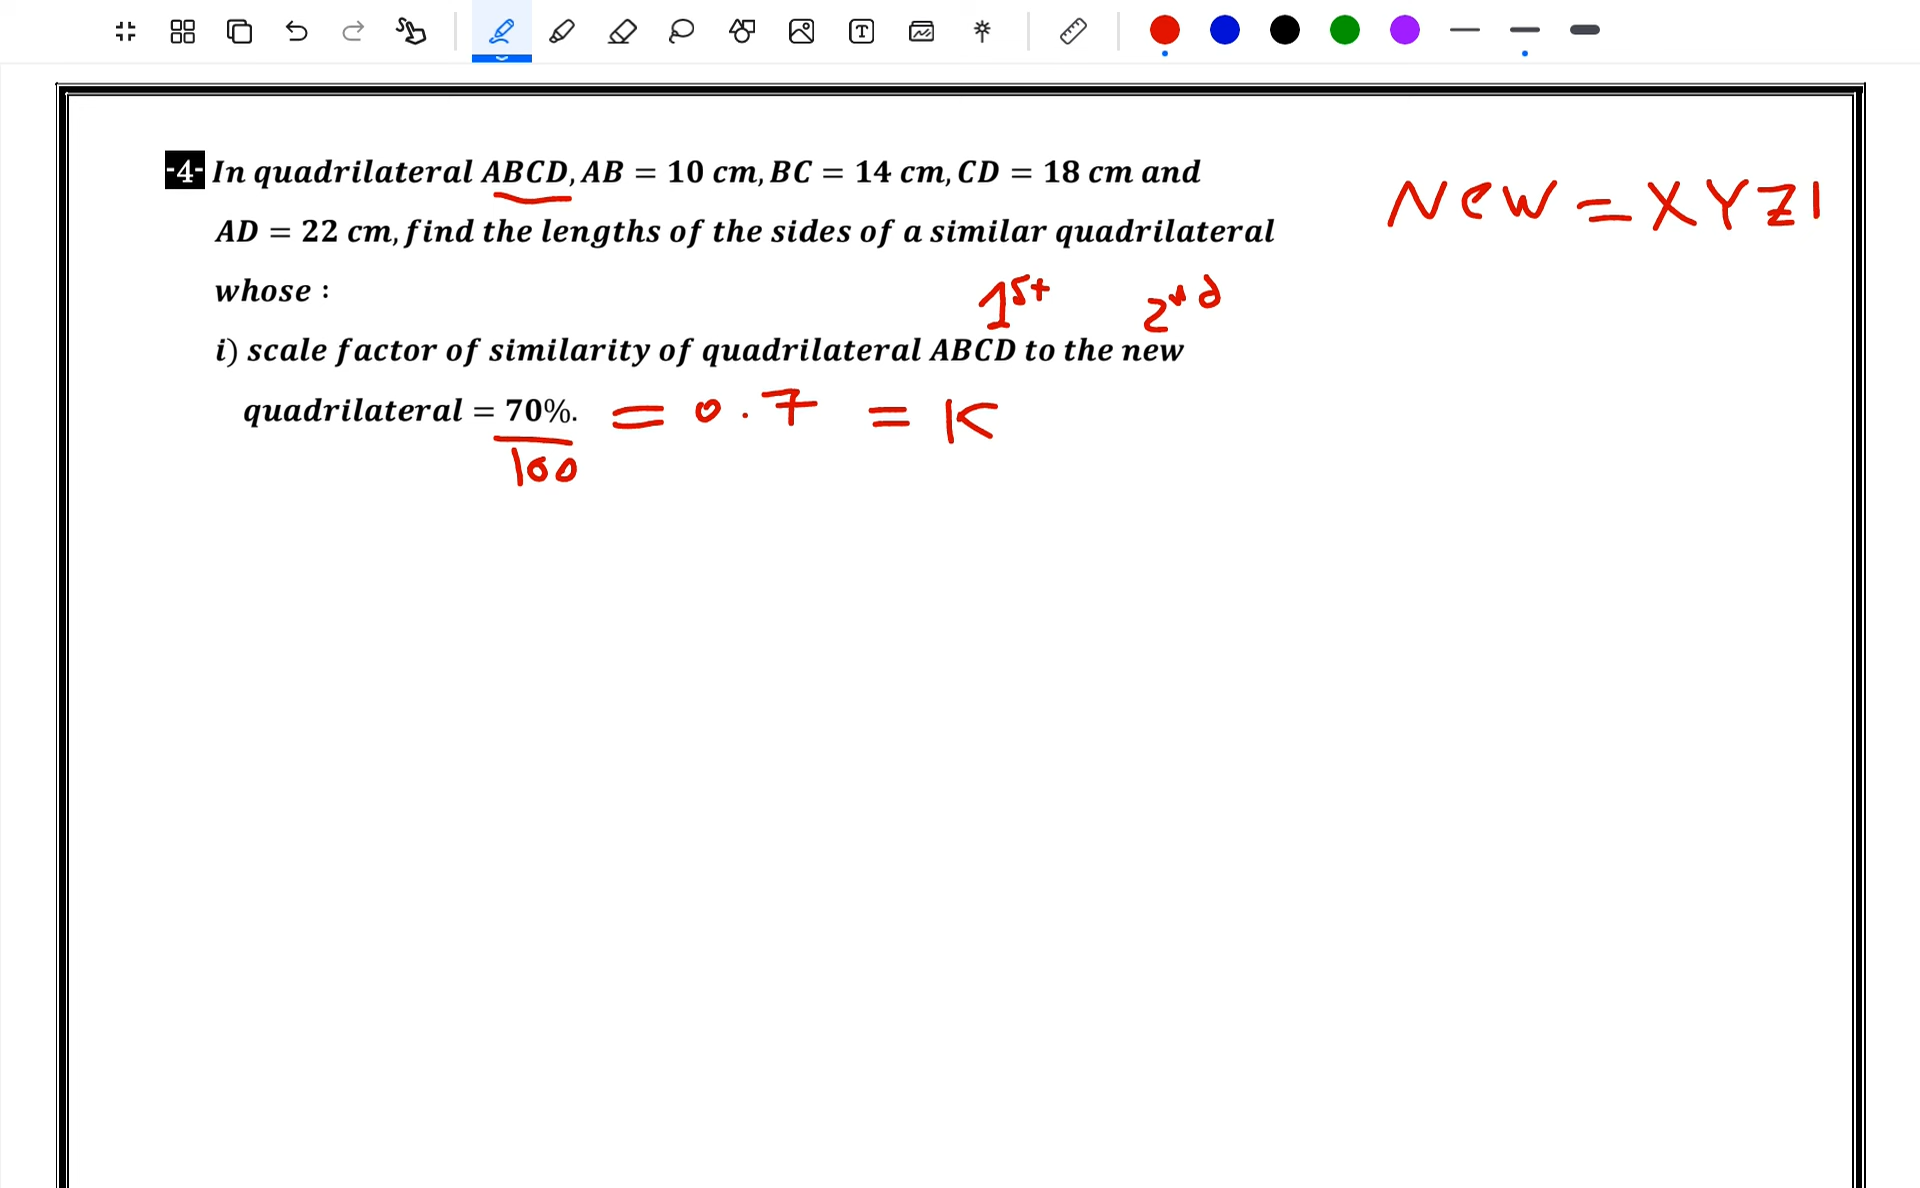 -4- In quadrilateral ABCD, AB = 10 cm, BC = 14 cm, CD = 18 cm and
NEW = XYZI
AD = 22 cm, find the lengths of the sides of a similar quadrilateral
whose :
1st 2nd
i) scale factor of similarity of quadrilateral ABCD to the new
quadrilateral = 70%. = 0.7 = K
100